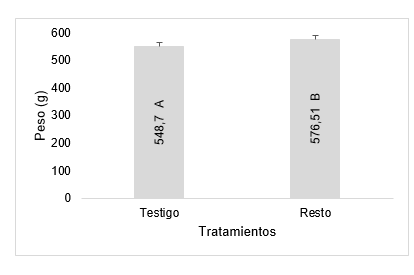 600
500
400
300
200
100
0
Peso (g)
548,7 A
576,51 B
Testigo
Resto
Tratamientos